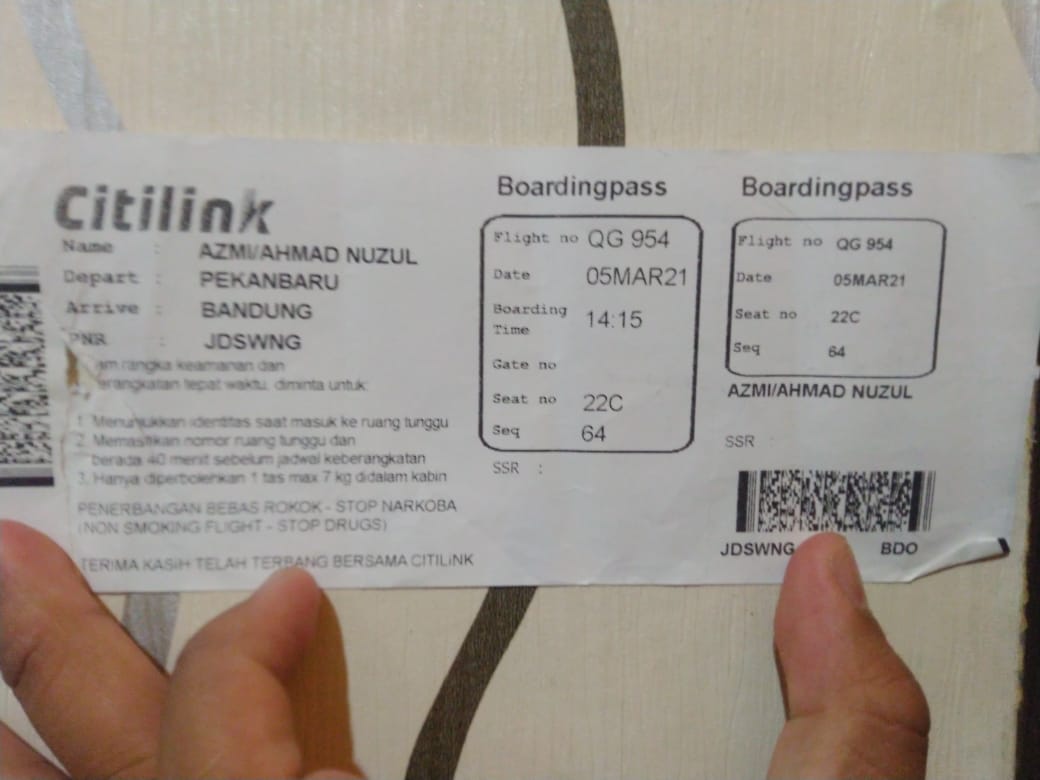 Citilink
Name : AZMI/AHMAD NUZUL
Depart : PEKANBARU
Arrive : BANDUNG
PNR : JDSWNG
am rangka keamanan dan
erangkatan tepat waktu, diminta untuk:
1. Menunjukkan identitas saat masuk ke ruang tunggu
2. Memastikan nomor ruang tunggu dan
berada 40 menit sebelum jadwal keberangkatan
3. Hanya diperbolehkan 1 tas max 7 kg didalam kabin
PENERBANGAN BEBAS ROKOK - STOP NARKOBA
(NON SMOKING FLIGHT - STOP DRUGS)
TERIMA KASIH TELAH TERBANG BERSAMA CITILINK
Boardingpass
Flight no QG 954
Date 05MAR21
Boarding
Time 14:15
Gate no
Seat no 22C
Seq 64
SSR :
Boardingpass
Flight no QG 954
Date 05MAR21
Seat no 22C
Seq 64
AZMI/AHMAD NUZUL
SSR
JDSWNG BDO